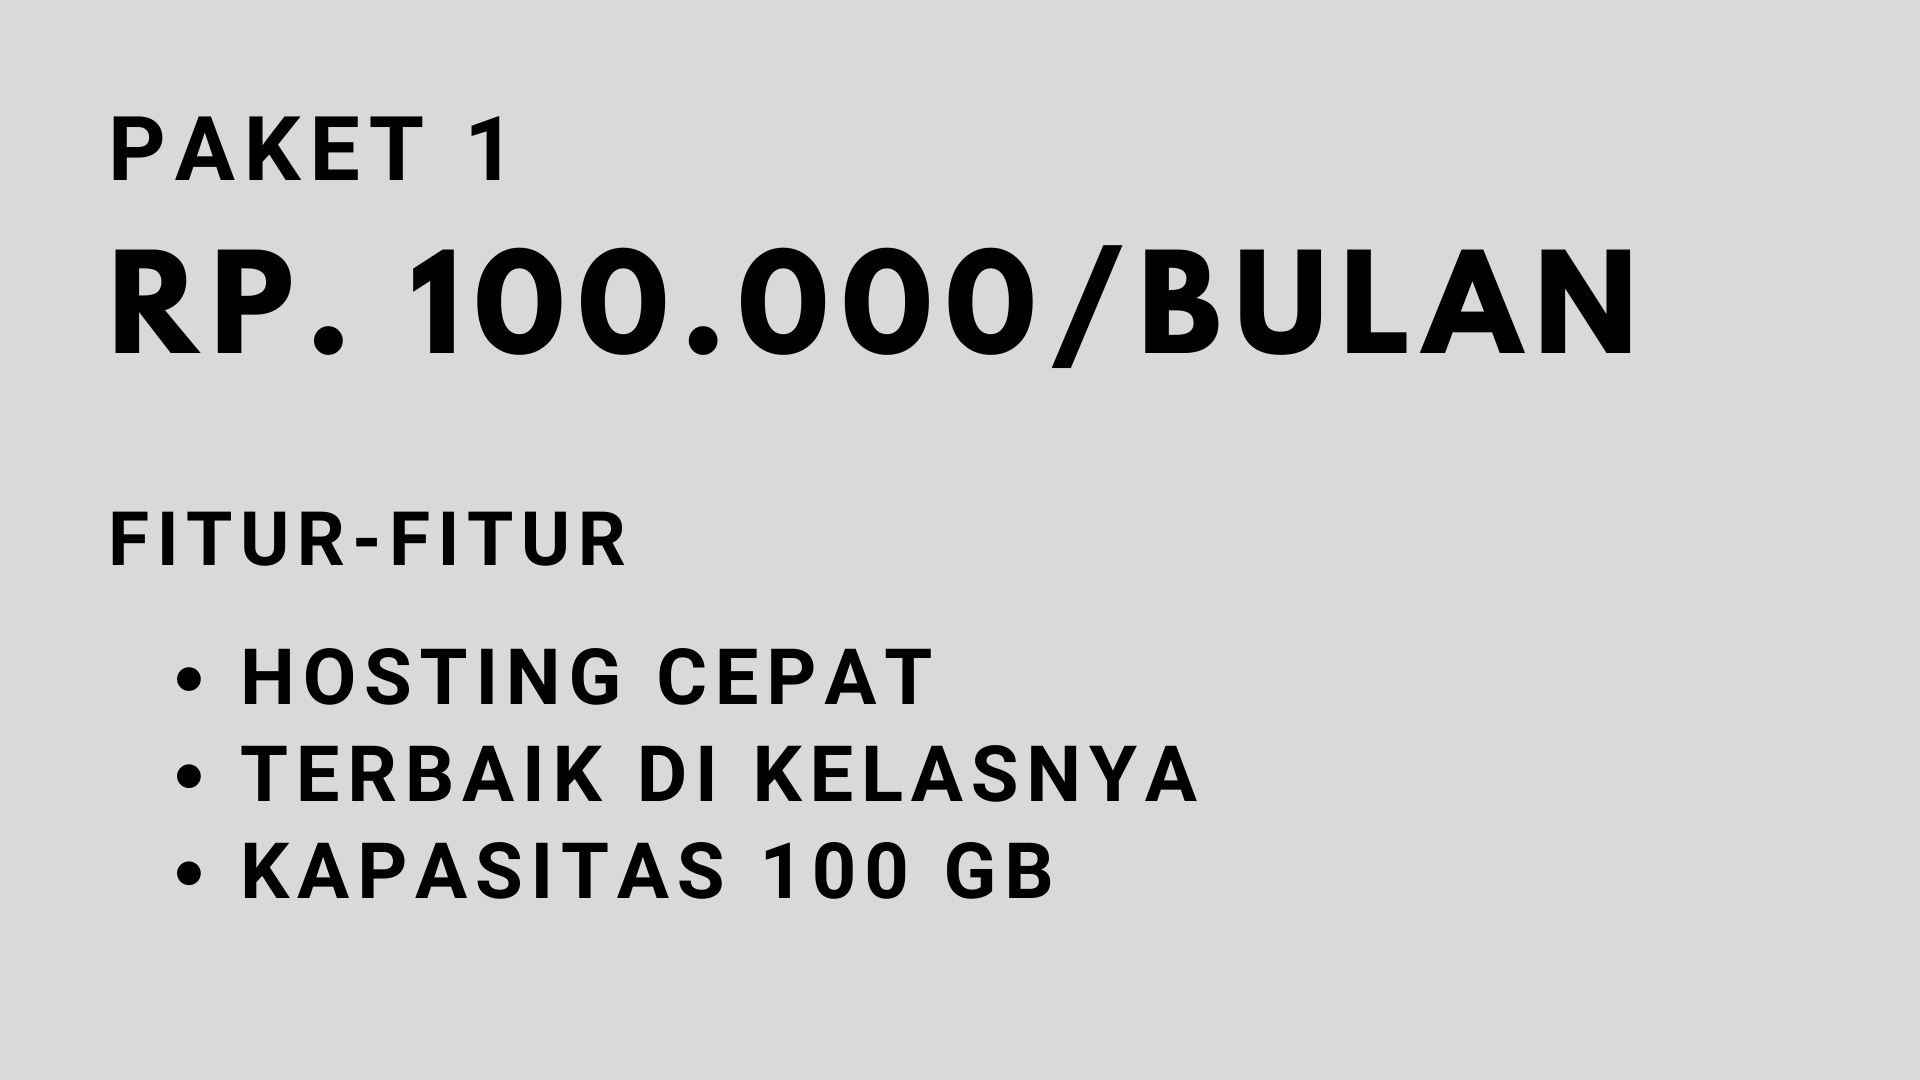 PAKET 1
RP. 100.000/BULAN
FITUR-FITUR
• HOSTING CEPAT
• TERBAIK DI KELASNYA
• KAPASITAS 100 GB